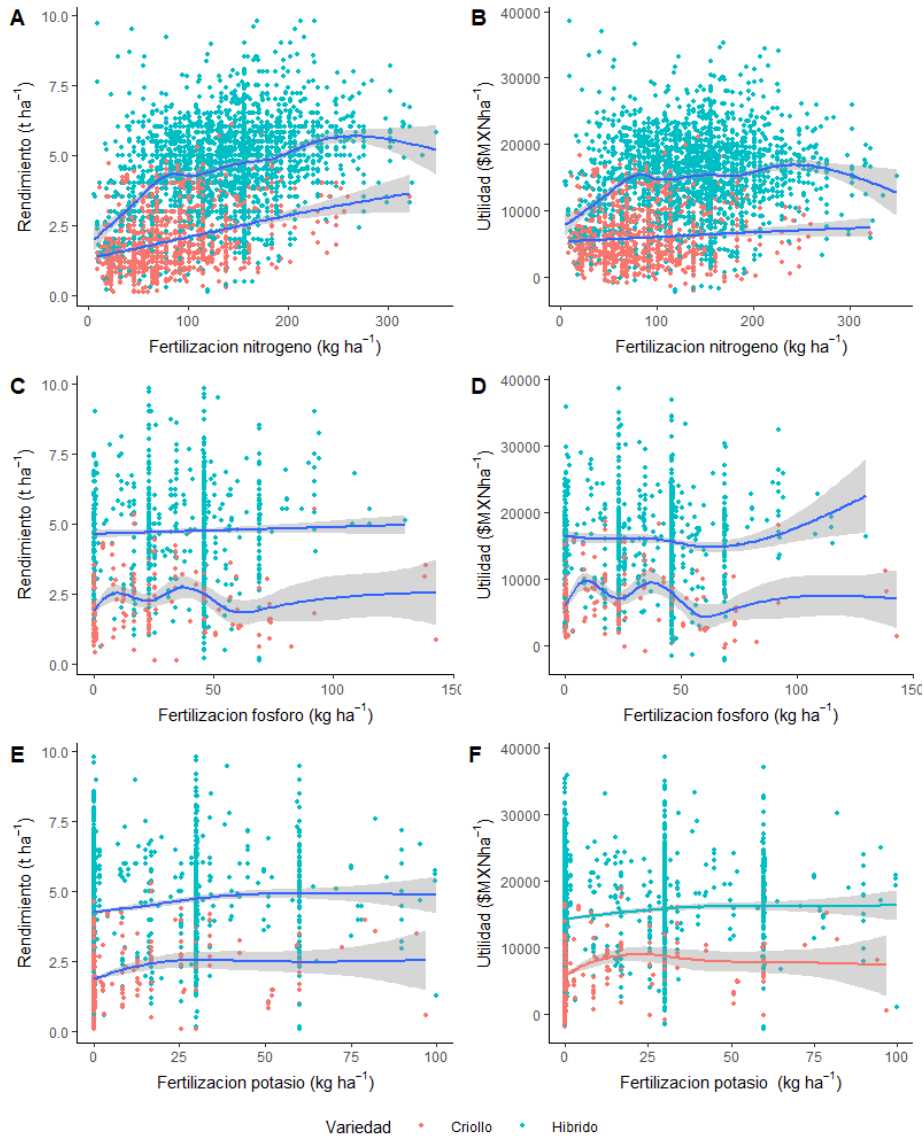 A
10.0
7.5
5.0
2.5
0.0
Rendimiento (t ha⁻¹)
0 100 200 300
Fertilizacion nitrogeno (kg ha⁻¹)
B
40000
30000
20000
10000
0
Utilidad ($MXNha⁻¹)
0 100 200 300
Fertilizacion nitrogeno (kg ha⁻¹)
C
10.0
7.5
5.0
2.5
0.0
Rendimiento (t ha⁻¹)
0 50 100 150
Fertilizacion fosforo (kg ha⁻¹)
D
40000
30000
20000
10000
0
Utilidad ($MXNha⁻¹)
0 50 100 150
Fertilizacion fosforo (kg ha⁻¹)
E
10.0
7.5
5.0
2.5
0.0
Rendimiento (t ha⁻¹)
0 25 50 75 100
Fertilizacion potasio (kg ha⁻¹)
F
40000
30000
20000
10000
0
Utilidad ($MXNha⁻¹)
0 25 50 75 100
Fertilizacion potasio (kg ha⁻¹)
Variedad Criollo Hibrido